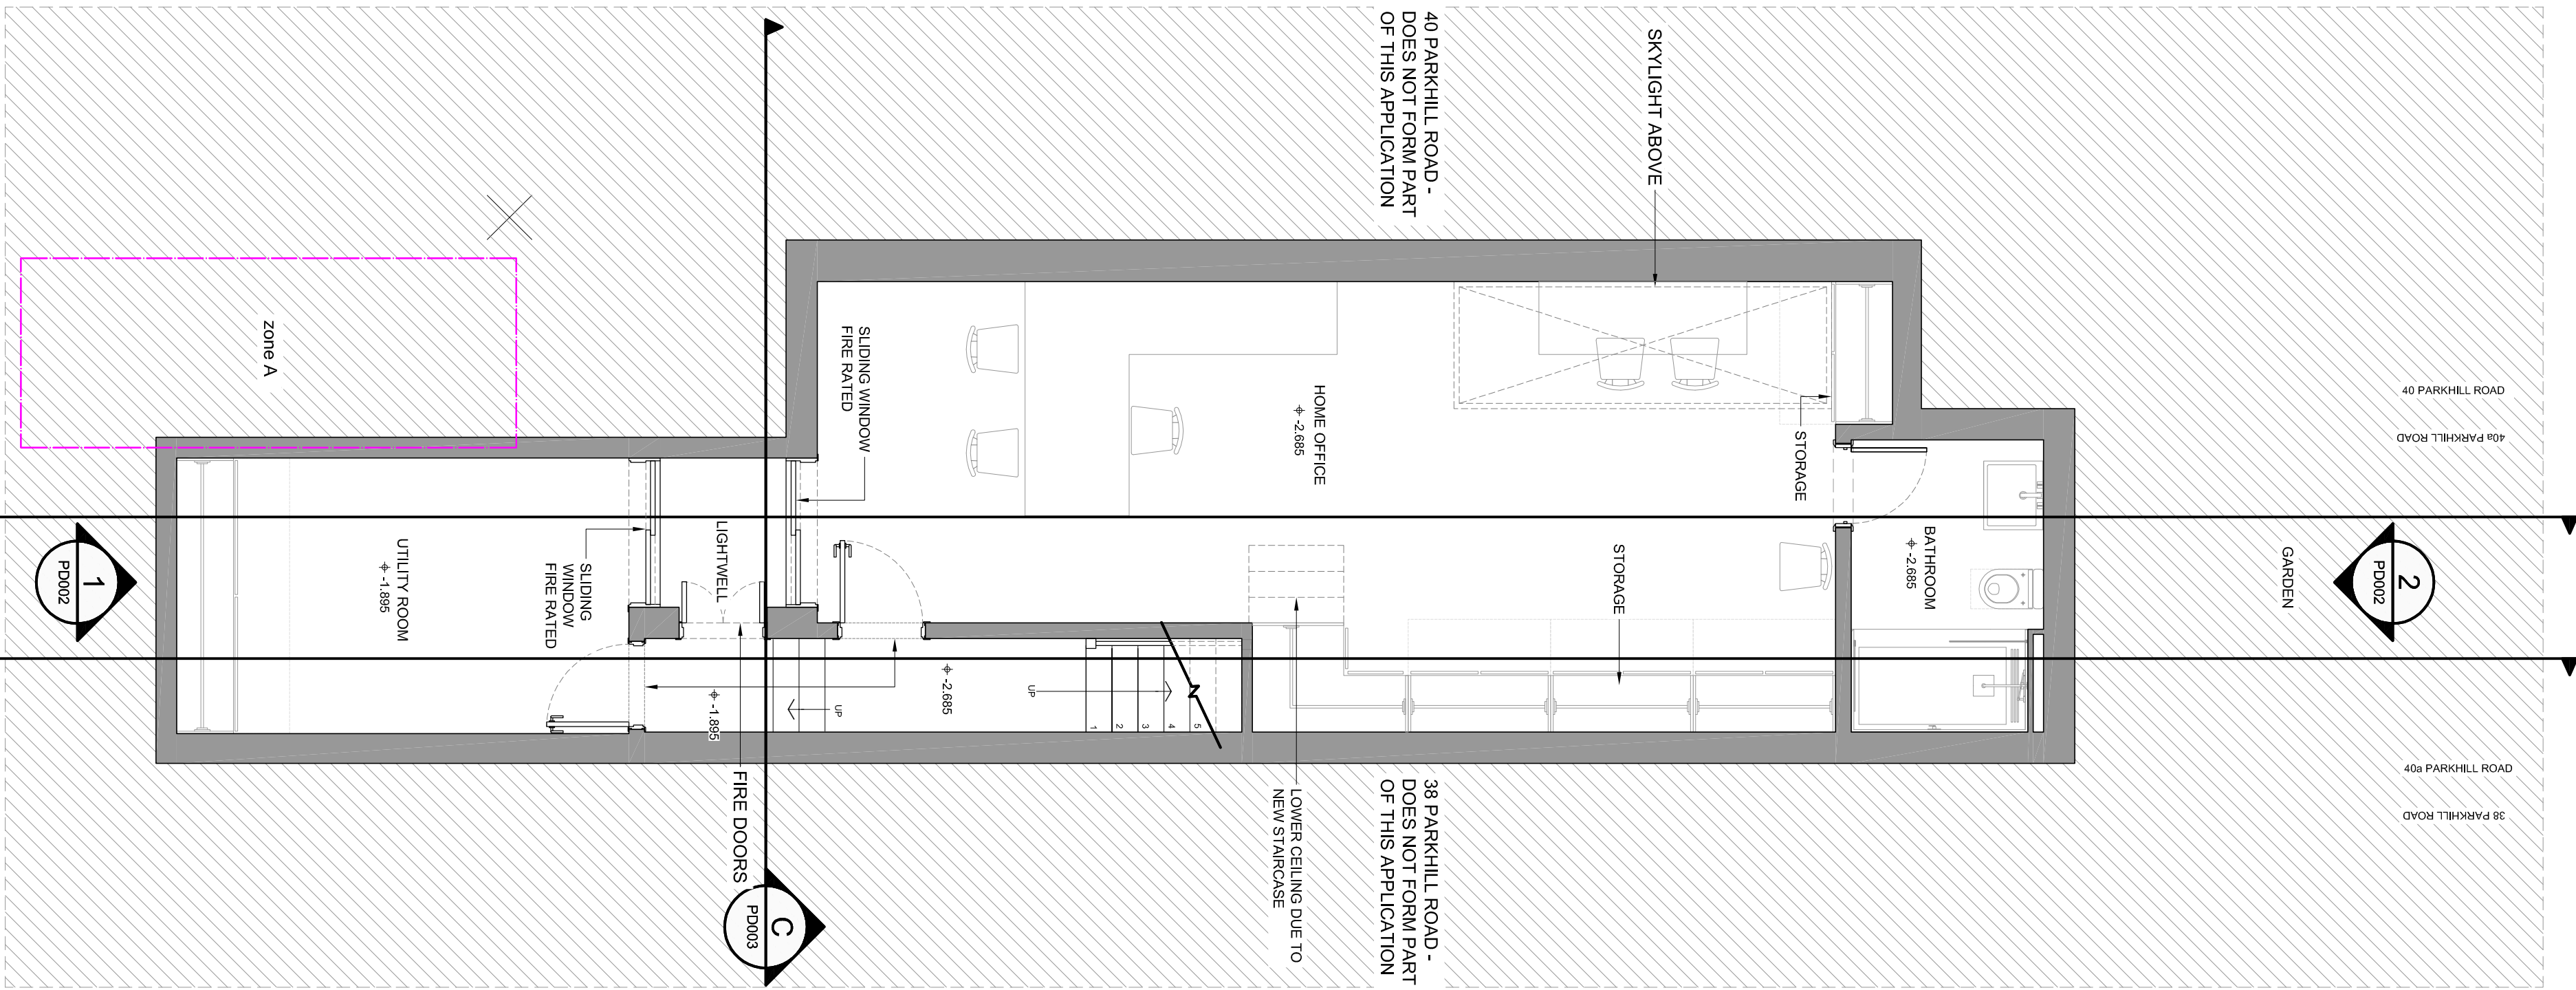 40 PARKHILL ROAD -
DOES NOT FORM PART
OF THIS APPLICATION
SKYLIGHT ABOVE
zone A
SLIDING WINDOW
FIRE RATED
HOME OFFICE
-2.685
STORAGE
40 PARKHILL ROAD
40a PARKHILL ROAD
UTILITY ROOM
-1.895
SLIDING
WINDOW
FIRE RATED
LIGHTWELL
STORAGE
BATHROOM
-2.685
GARDEN
1
PD002
2
PD002
-1.895
UP
-2.685
UP
1
2
3
4
5
FIRE DOORS
C
PD003
LOWER CEILING DUE TO
NEW STAIRCASE
38 PARKHILL ROAD -
DOES NOT FORM PART
OF THIS APPLICATION
40a PARKHILL ROAD
38 PARKHILL ROAD